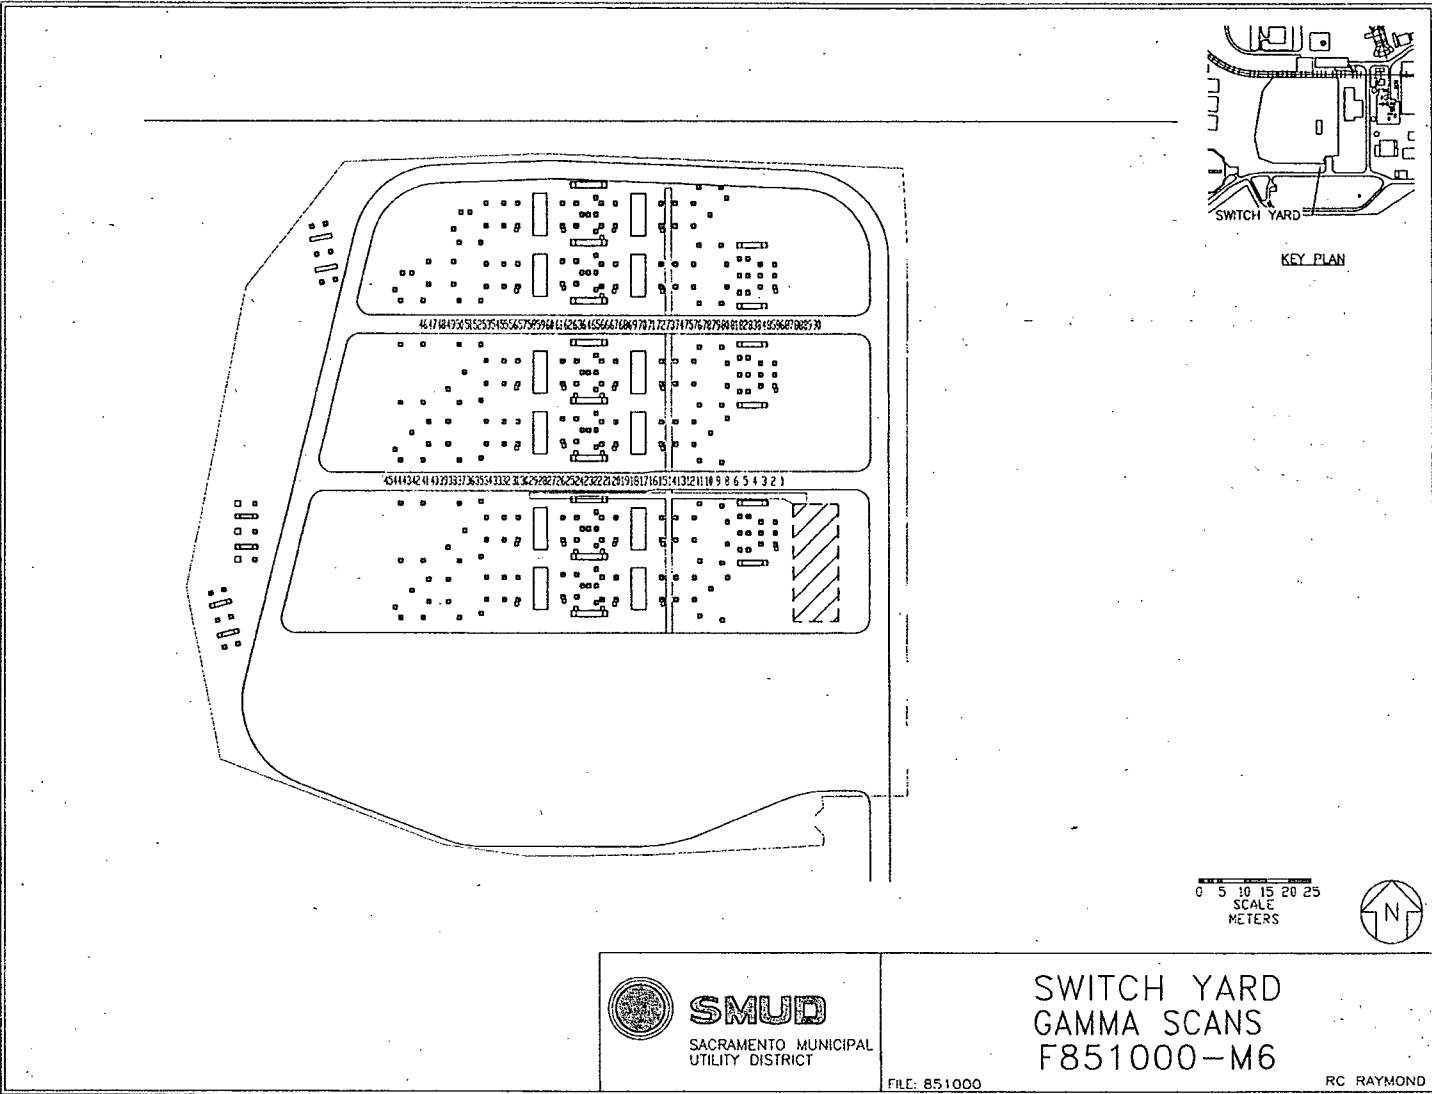 SWITCH YARD
KEY PLAN
0 5 10 15 20 25
SCALE
METERS
N
SMUD
SACRAMENTO MUNICIPAL
UTILITY DISTRICT
SWITCH YARD
GAMMA SCANS
F851000-M6
FILE: 851000
RC RAYMOND